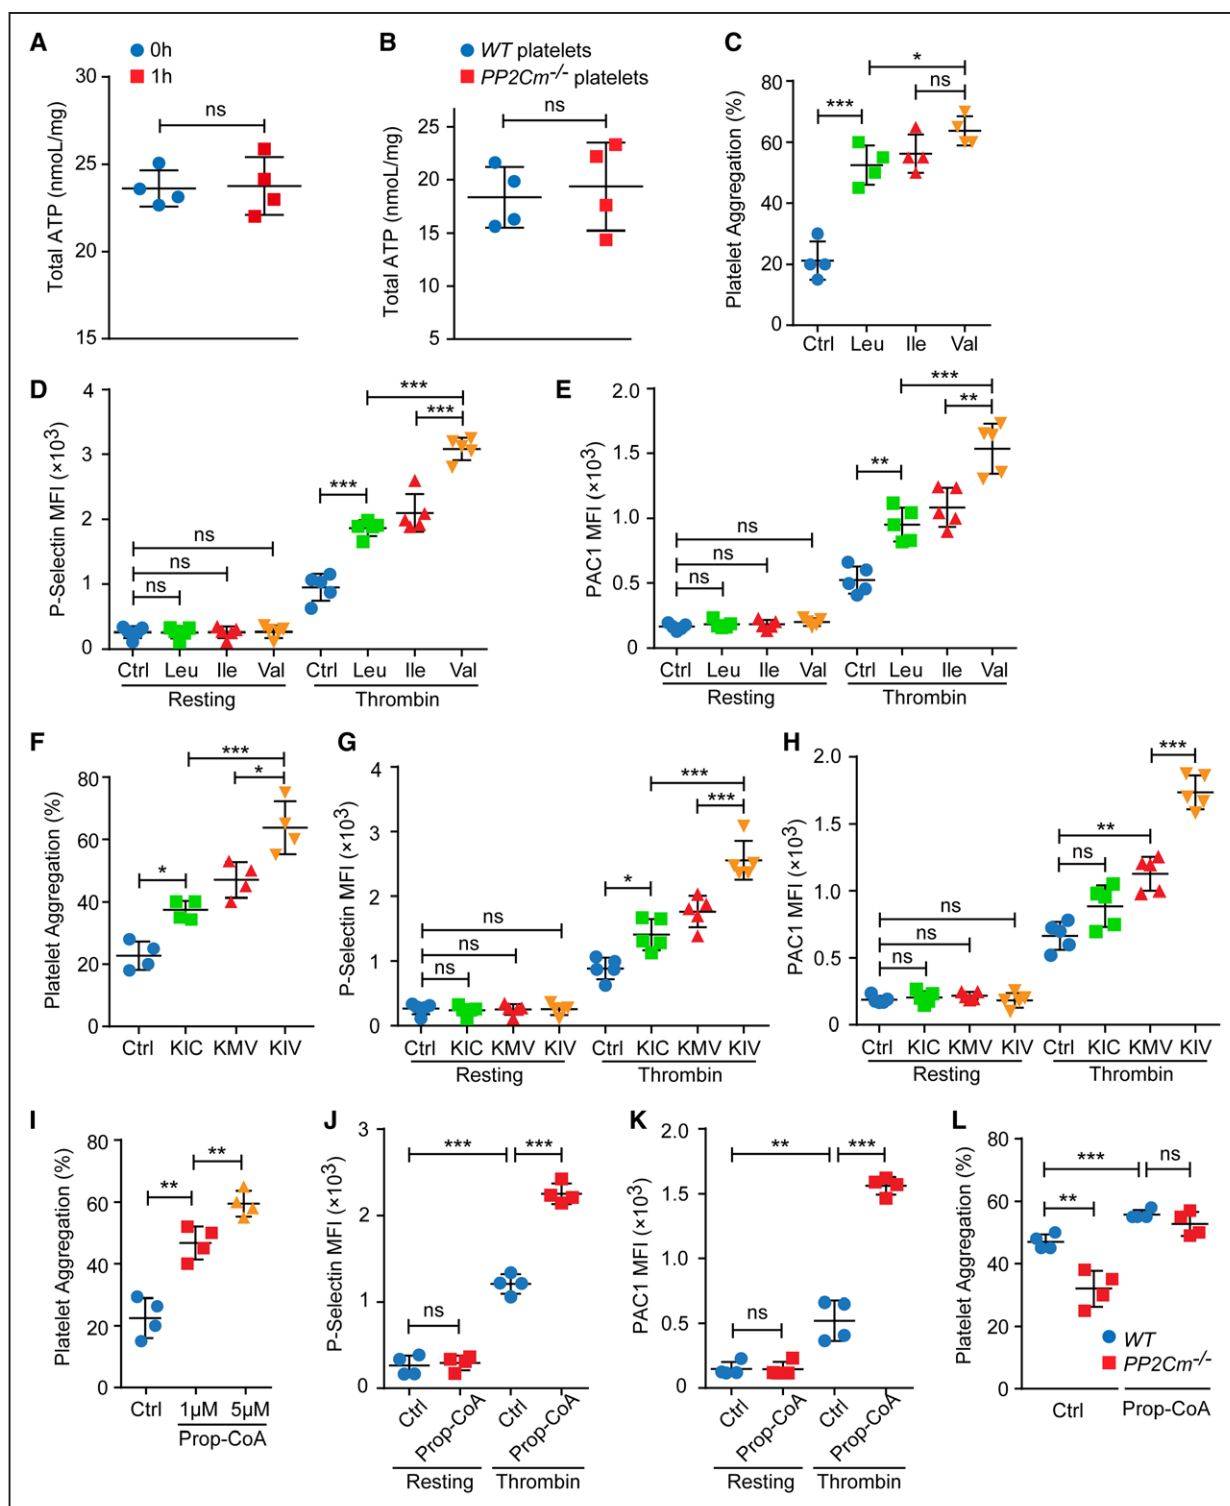 A
0h
1h
Total ATP (nmoL/mg)
30
25
20
15
ns
B
WT platelets
PP2Cm-/- platelets
Total ATP (nmoL/mg)
25
20
15
10
5
ns
C
Platelet Aggregation (%)
80
60
40
20
0
*
ns
***
Ctrl Leu Ile Val
D
P-Selectin MFI (×10³)
4
3
2
1
0
***
***
***
ns
ns
ns
Ctrl Leu Ile Val Ctrl Leu Ile Val
Resting Thrombin
E
PAC1 MFI (×10³)
2.0
1.5
1.0
0.5
0
***
**
**
ns
ns
ns
Ctrl Leu Ile Val Ctrl Leu Ile Val
Resting Thrombin
F
Platelet Aggregation (%)
80
60
40
20
0
***
*
*
Ctrl KIC KMV KIV
G
P-Selectin MFI (×10³)
4
3
2
1
0
***
***
*
ns
ns
ns
Ctrl KIC KMV KIV Ctrl KIC KMV KIV
Resting Thrombin
H
PAC1 MFI (×10³)
2.0
1.5
1.0
0.5
0
***
**
ns
ns
ns
ns
Ctrl KIC KMV KIV Ctrl KIC KMV KIV
Resting Thrombin
I
Platelet Aggregation (%)
80
60
40
20
0
**
**
Ctrl 1μM 5μM
Prop-CoA
J
P-Selectin MFI (×10³)
3
2
1
0
*** ***
ns
Ctrl Prop-CoA Ctrl Prop-CoA
Resting Thrombin
K
PAC1 MFI (×10³)
2.0
1.5
1.0
0.5
0
** ***
ns
Ctrl Prop-CoA Ctrl Prop-CoA
Resting Thrombin
L
Platelet Aggregation (%)
80
60
40
20
0
*** ns
**
WT
PP2Cm-/-
Ctrl Prop-CoA